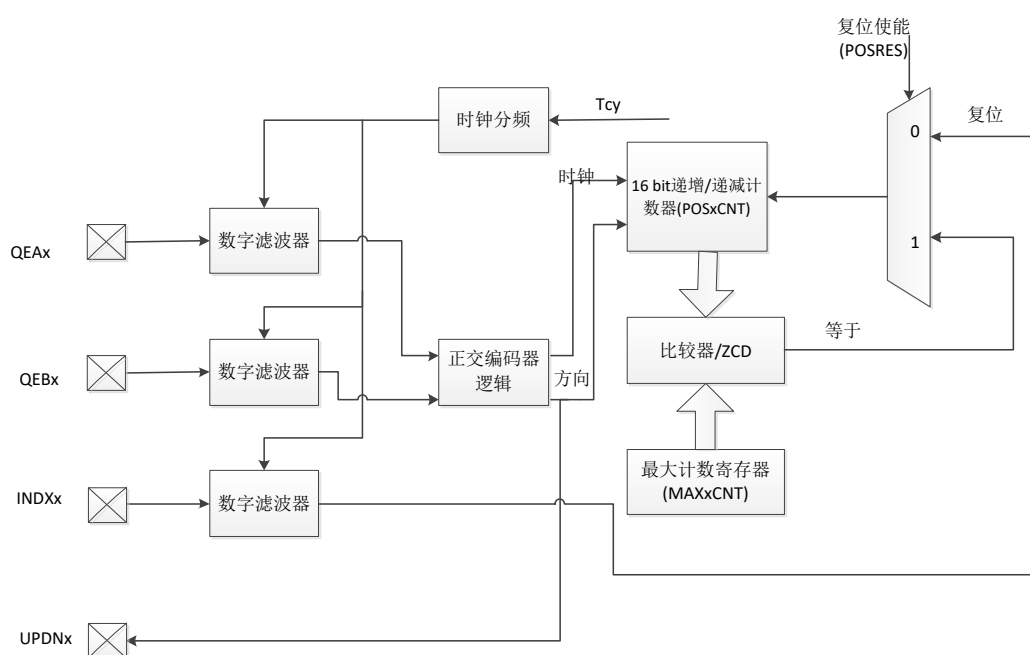 复位使能
(POSRES)
Tcy
时钟分频
0
复位
时钟
16 bit递增/递减计
数器(POSxCNT)
QEAx
数字滤波器
1
等于
比较器/ZCD
正交编码器
逻辑
方向
QEBx
数字滤波器
最大计数寄存器
(MAXxCNT)
INDXx
数字滤波器
UPDNx